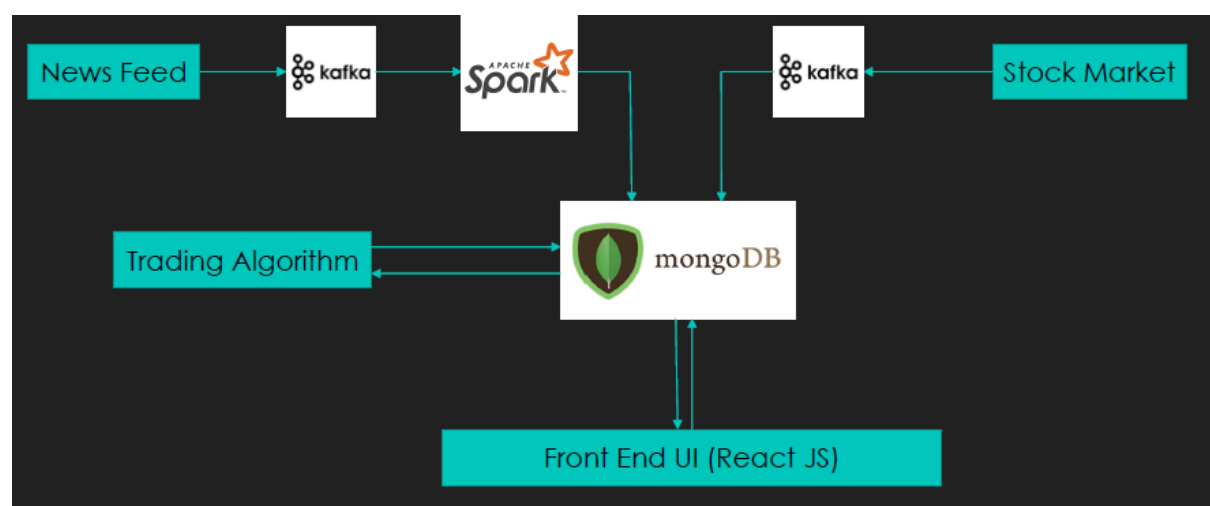 News Feed
kafka
APACHE
Spark
kafka
Stock Market
Trading Algorithm
mongoDB
Front End UI (React JS)